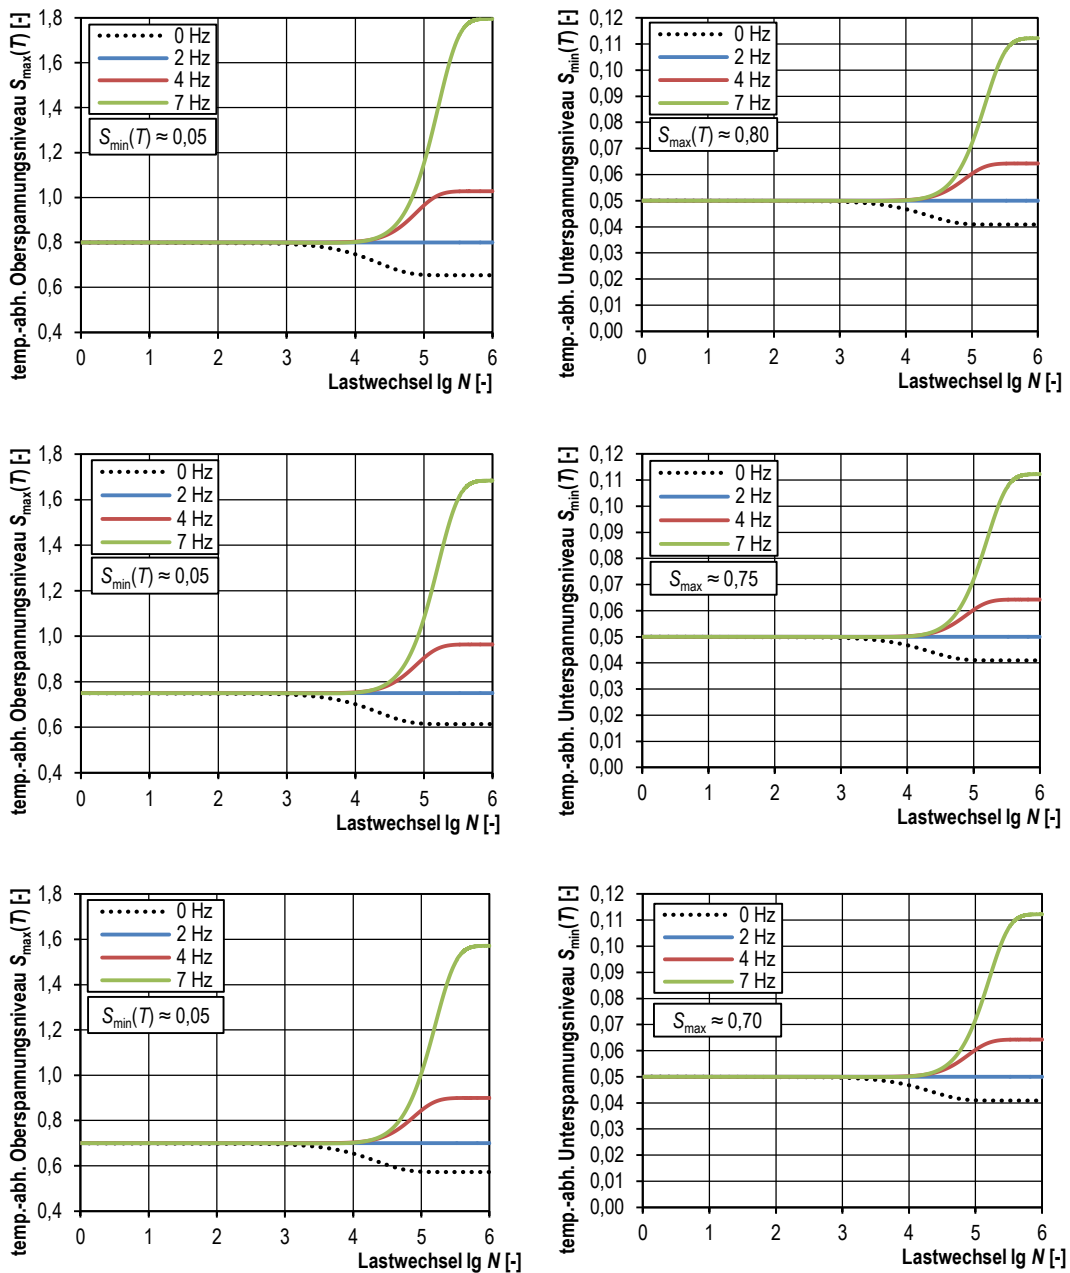 temp.-abh. Oberspannungsniveau Smax(T) [-]
1,8
1,6
1,4
1,2
1,0
0,8
0,6
0,4
0 Hz
2 Hz
4 Hz
7 Hz
Smin(T) ≈ 0,05
0 1 2 3 4 5 6
Lastwechsel lg N [-]
temp.-abh. Unterspannungsniveau Smin(T) [-]
0,12
0,11
0,10
0,09
0,08
0,07
0,06
0,05
0,04
0,03
0,02
0,01
0,00
0 Hz
2 Hz
4 Hz
7 Hz
Smax(T) ≈ 0,80
0 1 2 3 4 5 6
Lastwechsel lg N [-]
temp.-abh. Oberspannungsniveau Smax(T) [-]
1,8
1,6
1,4
1,2
1,0
0,8
0,6
0,4
0 Hz
2 Hz
4 Hz
7 Hz
Smin(T) ≈ 0,05
0 1 2 3 4 5 6
Lastwechsel lg N [-]
temp.-abh. Unterspannungsniveau Smin(T) [-]
0,12
0,11
0,10
0,09
0,08
0,07
0,06
0,05
0,04
0,03
0,02
0,01
0,00
0 Hz
2 Hz
4 Hz
7 Hz
Smax ≈ 0,75
0 1 2 3 4 5 6
Lastwechsel lg N [-]
temp.-abh. Oberspannungsniveau Smax(T) [-]
1,8
1,6
1,4
1,2
1,0
0,8
0,6
0,4
0 Hz
2 Hz
4 Hz
7 Hz
Smin(T) ≈ 0,05
0 1 2 3 4 5 6
Lastwechsel lg N [-]
temp.-abh. Unterspannungsniveau Smin(T) [-]
0,12
0,11
0,10
0,09
0,08
0,07
0,06
0,05
0,04
0,03
0,02
0,01
0,00
0 Hz
2 Hz
4 Hz
7 Hz
Smax ≈ 0,70
0 1 2 3 4 5 6
Lastwechsel lg N [-]